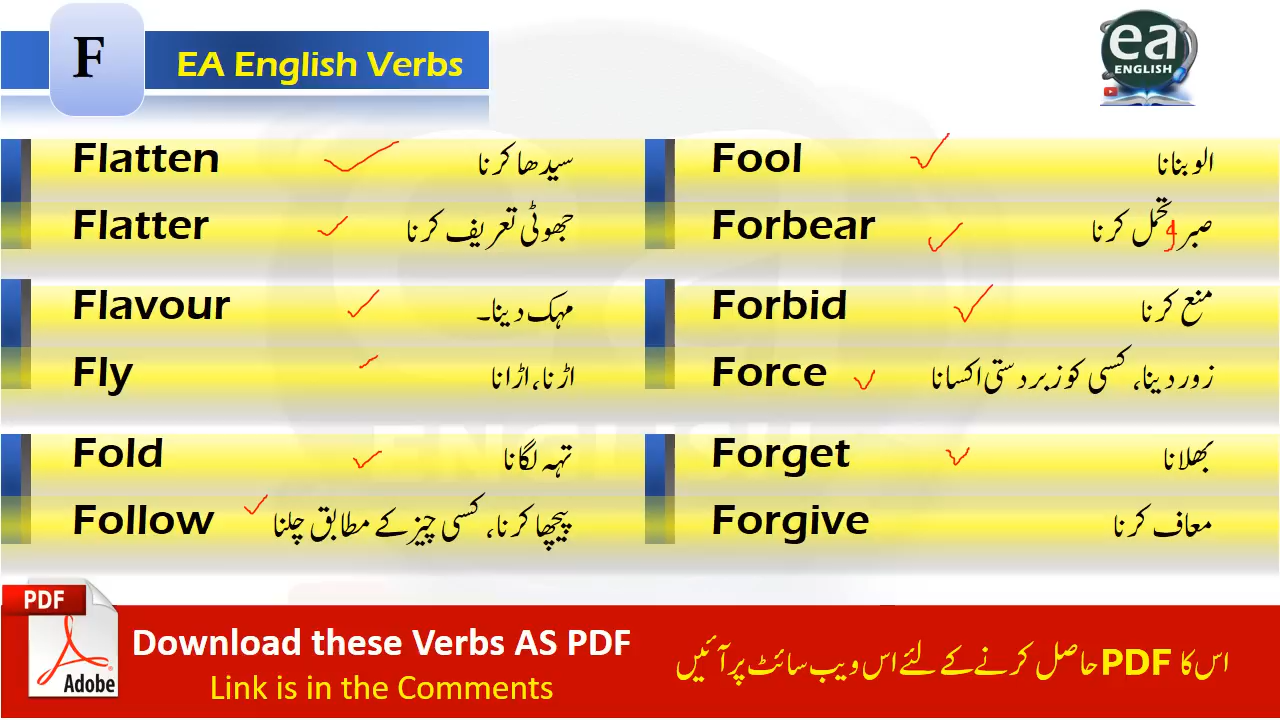 F
EA English Verbs
ea
ENGLISH
Flatten سیدھا کرنا
Flatter جھوٹی تعریف کرنا
Flavour مہک دینا۔
Fly اڑنا، اڑانا
Fold تہہ لگانا
Follow پیچھا کرنا، کسی چیز کے مطابق چلنا
Fool الو بنانا
Forbear صبر و تحمل کرنا
Forbid منع کرنا
Force زور دینا، کسی کو زبردستی اکسانا
Forget بھلانا
Forgive معاف کرنا
PDF
Adobe
Download these Verbs AS PDF
Link is in the Comments
اس کا PDF حاصل کرنے کے لئے اس ویب سائٹ پر آئیں